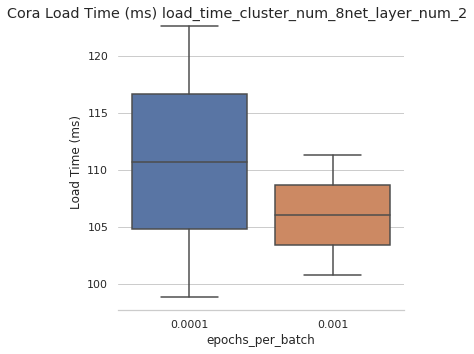 Cora Load Time (ms) load_time_cluster_num_8net_layer_num_2
120
115
110
105
100
Load Time (ms)
0.0001 0.001
epochs_per_batch